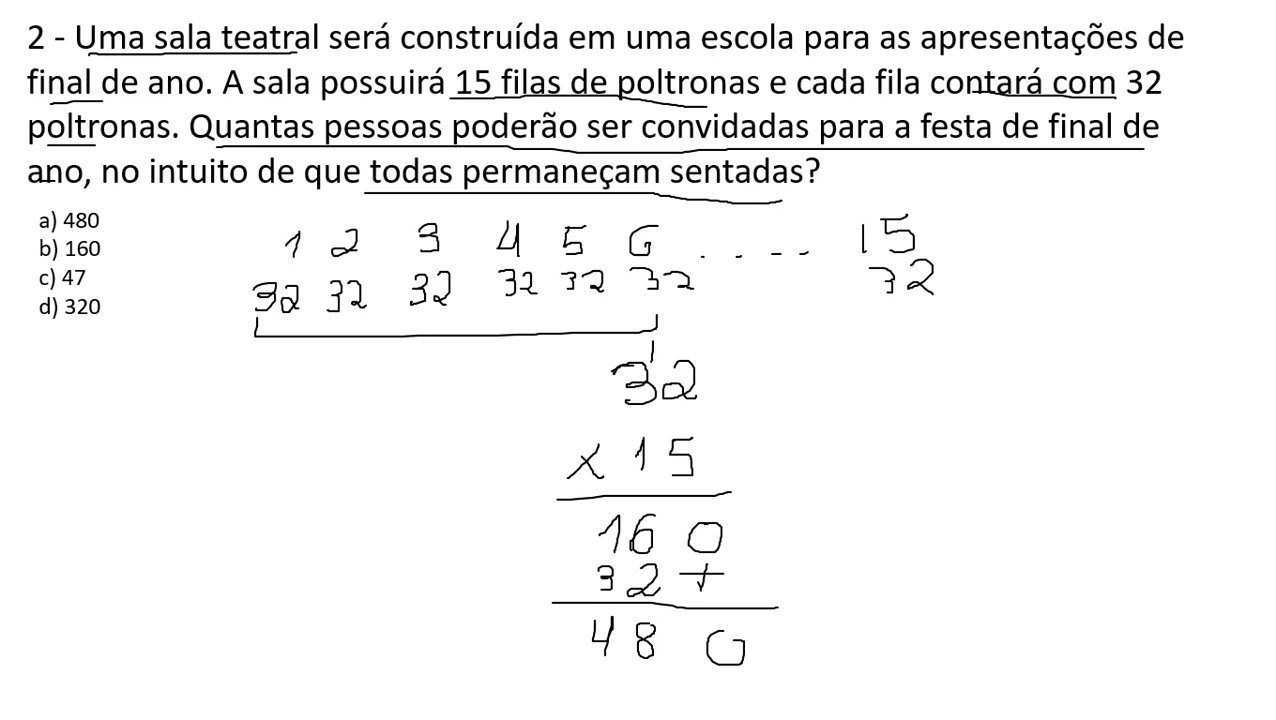 2 - Uma sala teatral será construída em uma escola para as apresentações de
final de ano. A sala possuirá 15 filas de poltronas e cada fila contará com 32
poltronas. Quantas pessoas poderão ser convidadas para a festa de final de
ano, no intuito de que todas permaneçam sentadas?
a) 480
b) 160
c) 47
d) 320
1 2 3 4 5 6 . . . . 15
32 32 32 32 32 32 32
1
32
x 15
160
32+
480